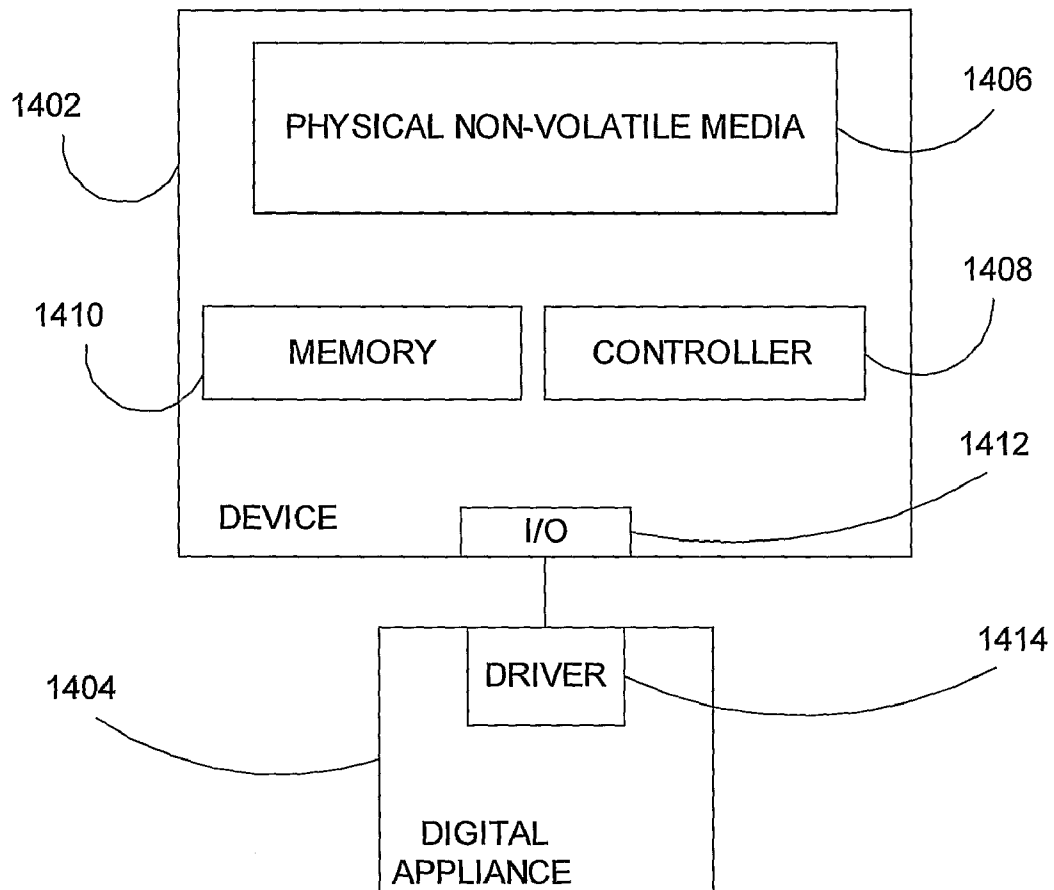 1402
PHYSICAL NON-VOLATILE MEDIA
1406
1410
MEMORY
CONTROLLER
1408
DEVICE
I/O
1412
1404
DRIVER
1414
DIGITAL
APPLIANCE